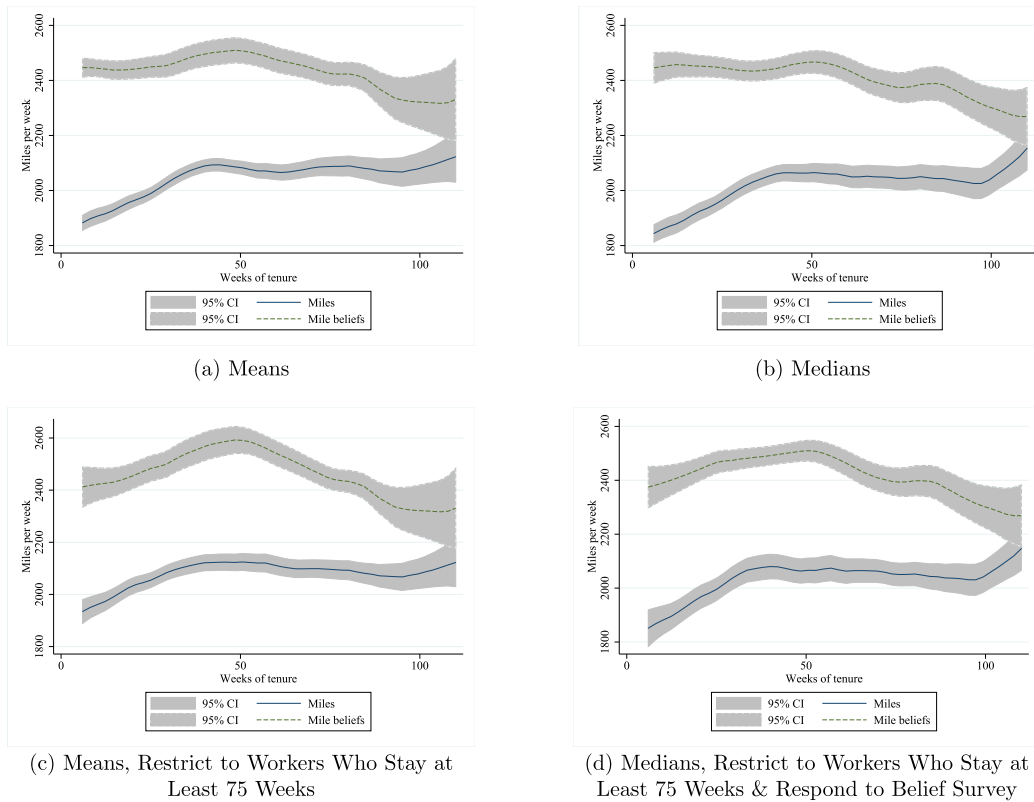 2600
2400
2200
2000
1800
Miles per week
0 50 100
Weeks of tenure
95% CI Miles
95% CI Mile beliefs
(a) Means
2600
2400
2200
2000
1800
Miles per week
0 50 100
Weeks of tenure
95% CI Miles
95% CI Mile beliefs
(b) Medians
2600
2400
2200
2000
1800
Miles per week
0 50 100
Weeks of tenure
95% CI Miles
95% CI Mile beliefs
(c) Means, Restrict to Workers Who Stay at
Least 75 Weeks
2600
2400
2200
2000
1800
Miles per week
0 50 100
Weeks of tenure
95% CI Miles
95% CI Mile beliefs
(d) Medians, Restrict to Workers Who Stay at
Least 75 Weeks & Respond to Belief Survey